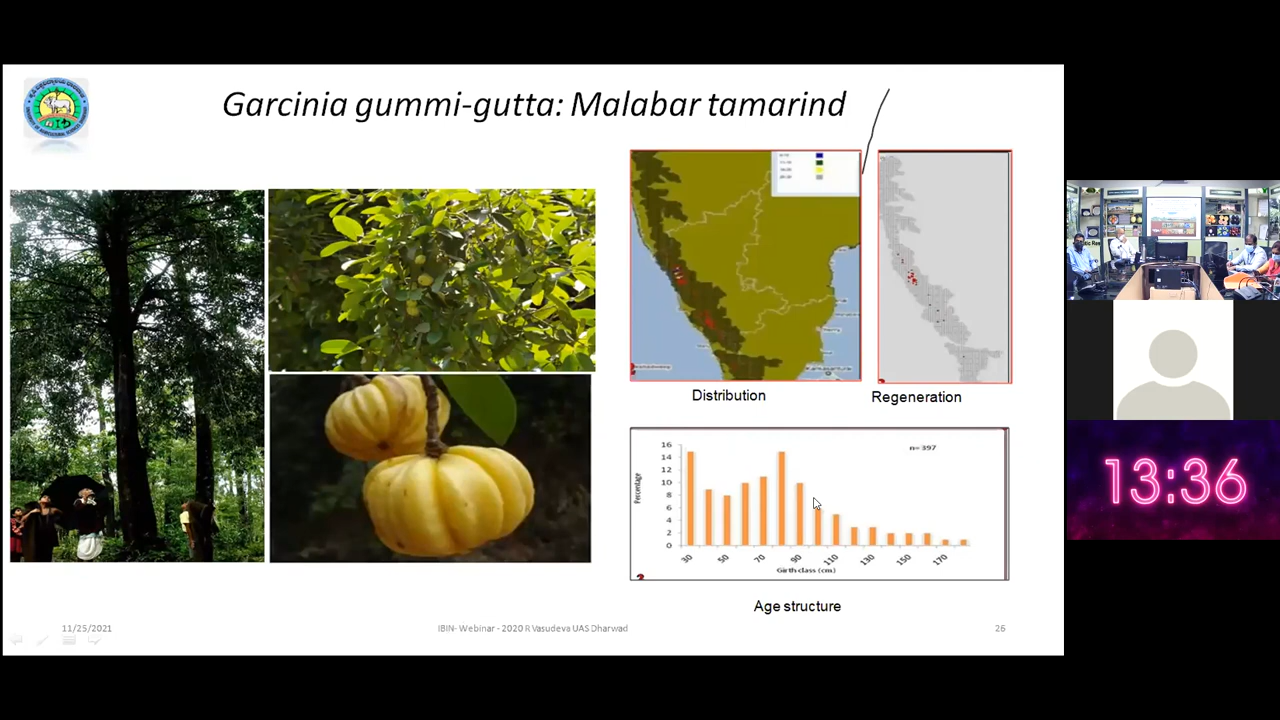 Garcinia gummi-gutta: Malabar tamarind
Distribution
Regeneration
n= 397
Percentage
16
14
12
10
8
6
4
2
0
30
50
70
90
110
130
150
170
Girth class (cm)
Age structure
11/25/2021
IBIN- Webinar - 2020 R Vasudeva UAS Dharwad
26
13:36